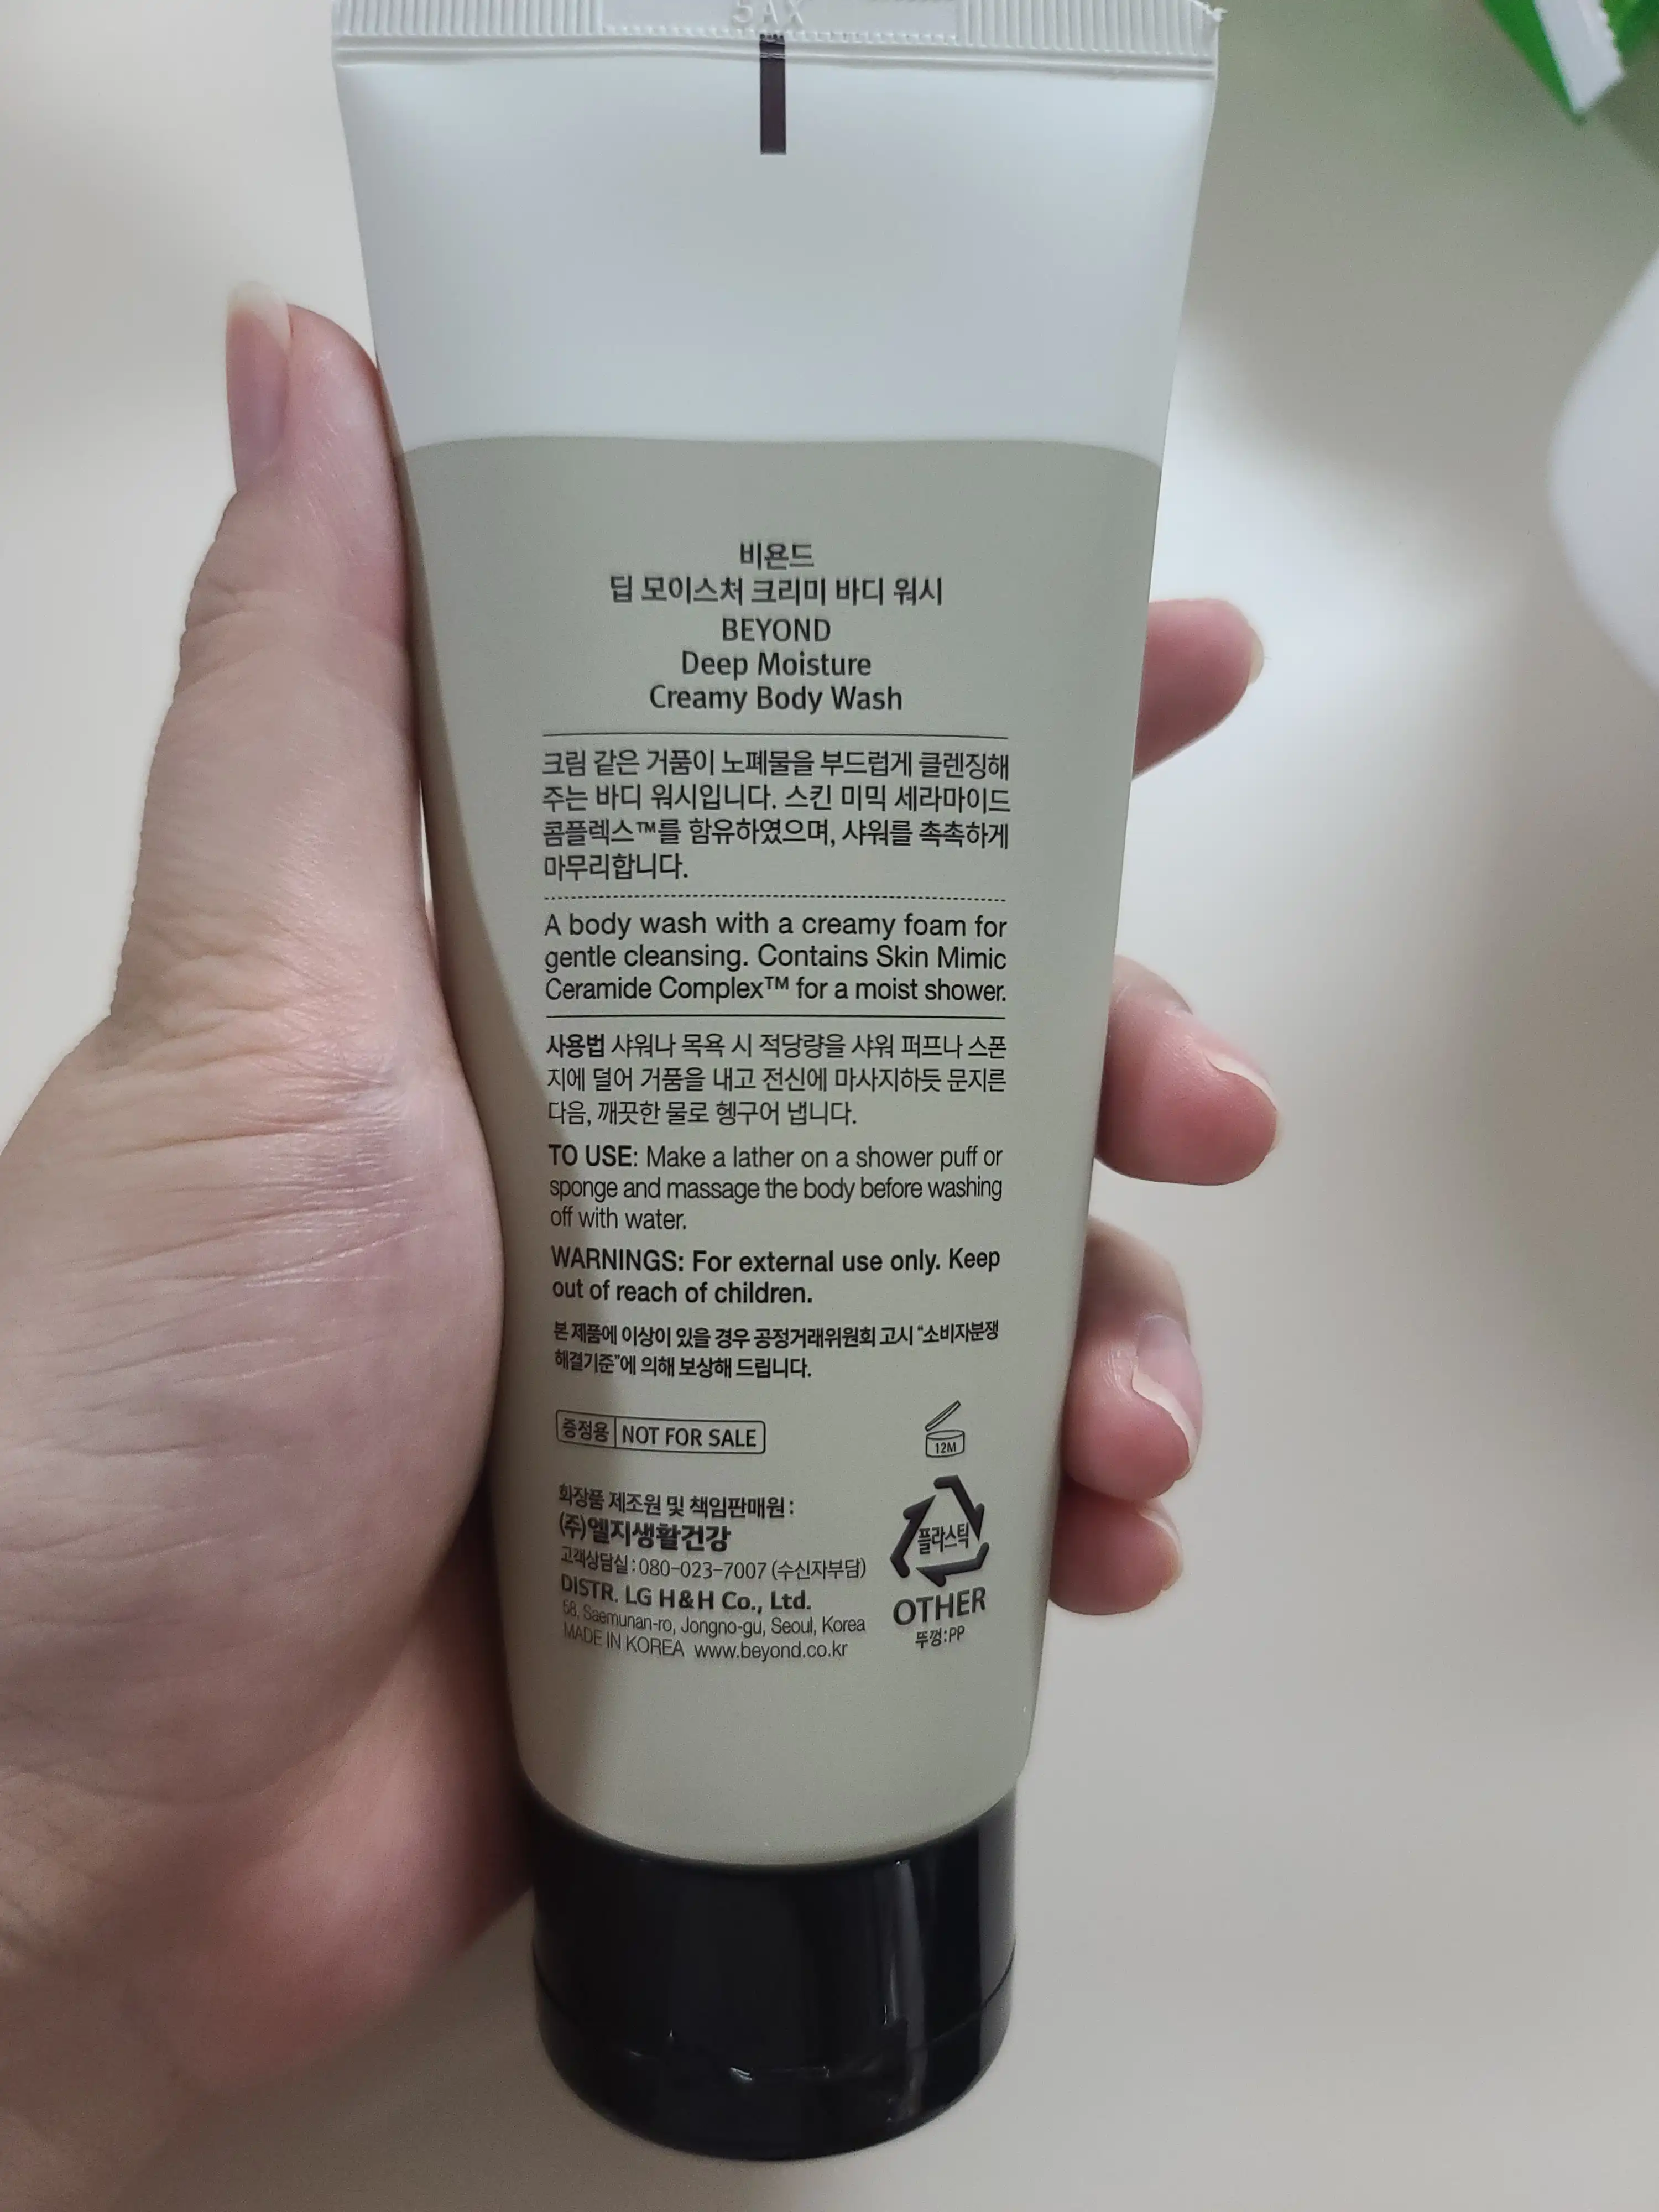 5AX
비욘드
딥 모이스처 크리미 바디 워시
BEYOND
Deep Moisture
Creamy Body Wash
크림 같은 거품이 노폐물을 부드럽게 클렌징해
주는 바디 워시입니다. 스킨 미믹 세라마이드
콤플렉스™를 함유하였으며, 샤워를 촉촉하게
마무리합니다.
A body wash with a creamy foam for
gentle cleansing. Contains Skin Mimic
Ceramide Complex™ for a moist shower.
사용법 샤워나 목욕 시 적당량을 샤워 퍼프나 스폰
지에 덜어 거품을 내고 전신에 마사지하듯 문지른
다음, 깨끗한 물로 헹구어 냅니다.
TO USE: Make a lather on a shower puff or
sponge and massage the body before washing
off with water.
WARNINGS: For external use only. Keep
out of reach of children.
본 제품에 이상이 있을 경우 공정거래위원회 고시 “소비자분쟁
해결기준”에 의해 보상해 드립니다.
증정용 NOT FOR SALE
12M
화장품 제조원 및 책임판매원 :
(주)엘지생활건강
고객상담실 : 080-023-7007 (수신자부담)
DISTR. LG H&H Co., Ltd.
58, Saemunan-ro, Jongno-gu, Seoul, Korea
MADE IN KOREA www.beyond.co.kr
플라스틱
OTHER
뚜껑:PP